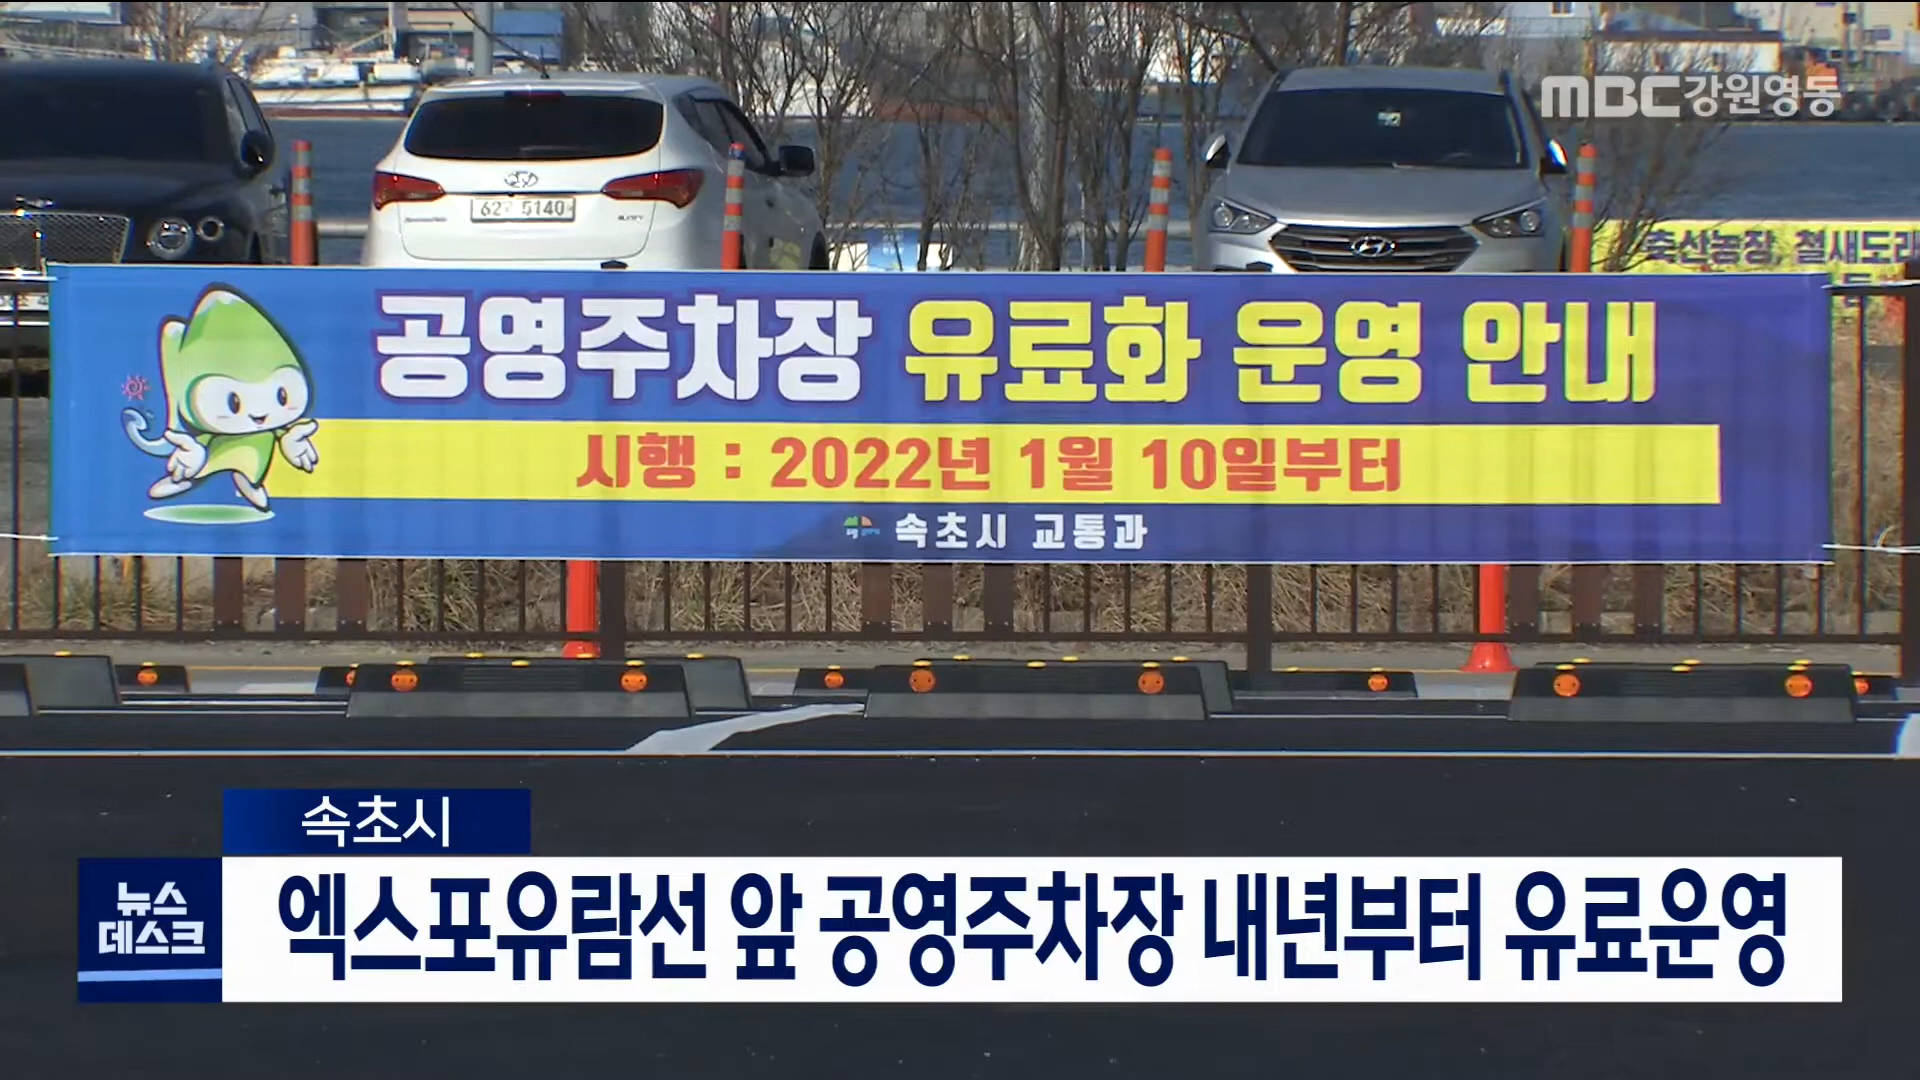 MBC강원영동
축산농장, 철새도래
공영주차장 유료화 운영 안내
시행 : 2022년 1월 10일부터
속초시 교통과
속초시
뉴스
데스크
엑스포유람선 앞 공영주차장 내년부터 유료운영